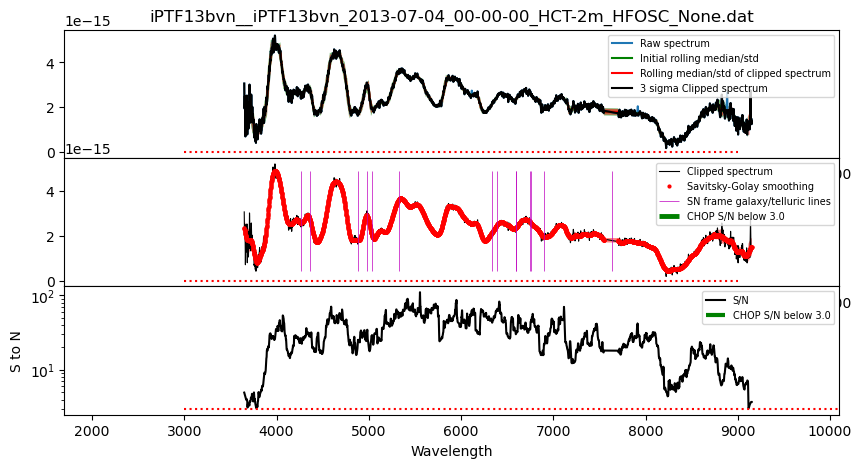 iPTF13bvn__iPTF13bvn_2013-07-04_00-00-00_HCT-2m_HFOSC_None.dat
1e−15
4
2
0
Raw spectrum
Initial rolling median/std
Rolling median/std of clipped spectrum
3 sigma Clipped spectrum
1e−15
4
2
0
Clipped spectrum
Savitsky-Golay smoothing
SN frame galaxy/telluric lines
CHOP S/N below 3.0
S to N
10²
10¹
S/N
CHOP S/N below 3.0
2000 3000 4000 5000 6000 7000 8000 9000 10000
Wavelength